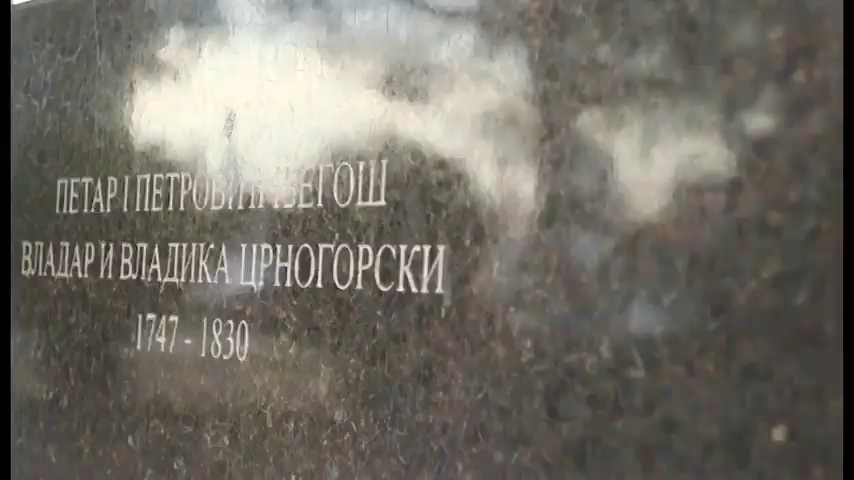 ПЕТАР I ПЕТРОВИЋ ЊЕГОШ
ВЛАДАР И ВЛАДИКА ЦРНОГОРСКИ
1747 - 1830